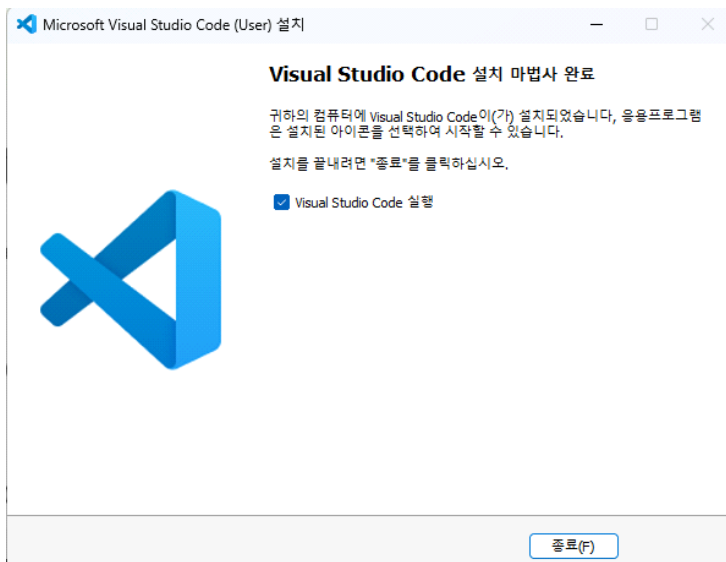 Microsoft Visual Studio Code (User) 설치
Visual Studio Code 설치 마법사 완료
귀하의 컴퓨터에 Visual Studio Code이(가) 설치되었습니다, 응용프로그램
은 설치된 아이콘을 선택하여 시작할 수 있습니다.
설치를 끝내려면 "종료"를 클릭하십시오.
Visual Studio Code 실행
종료(F)